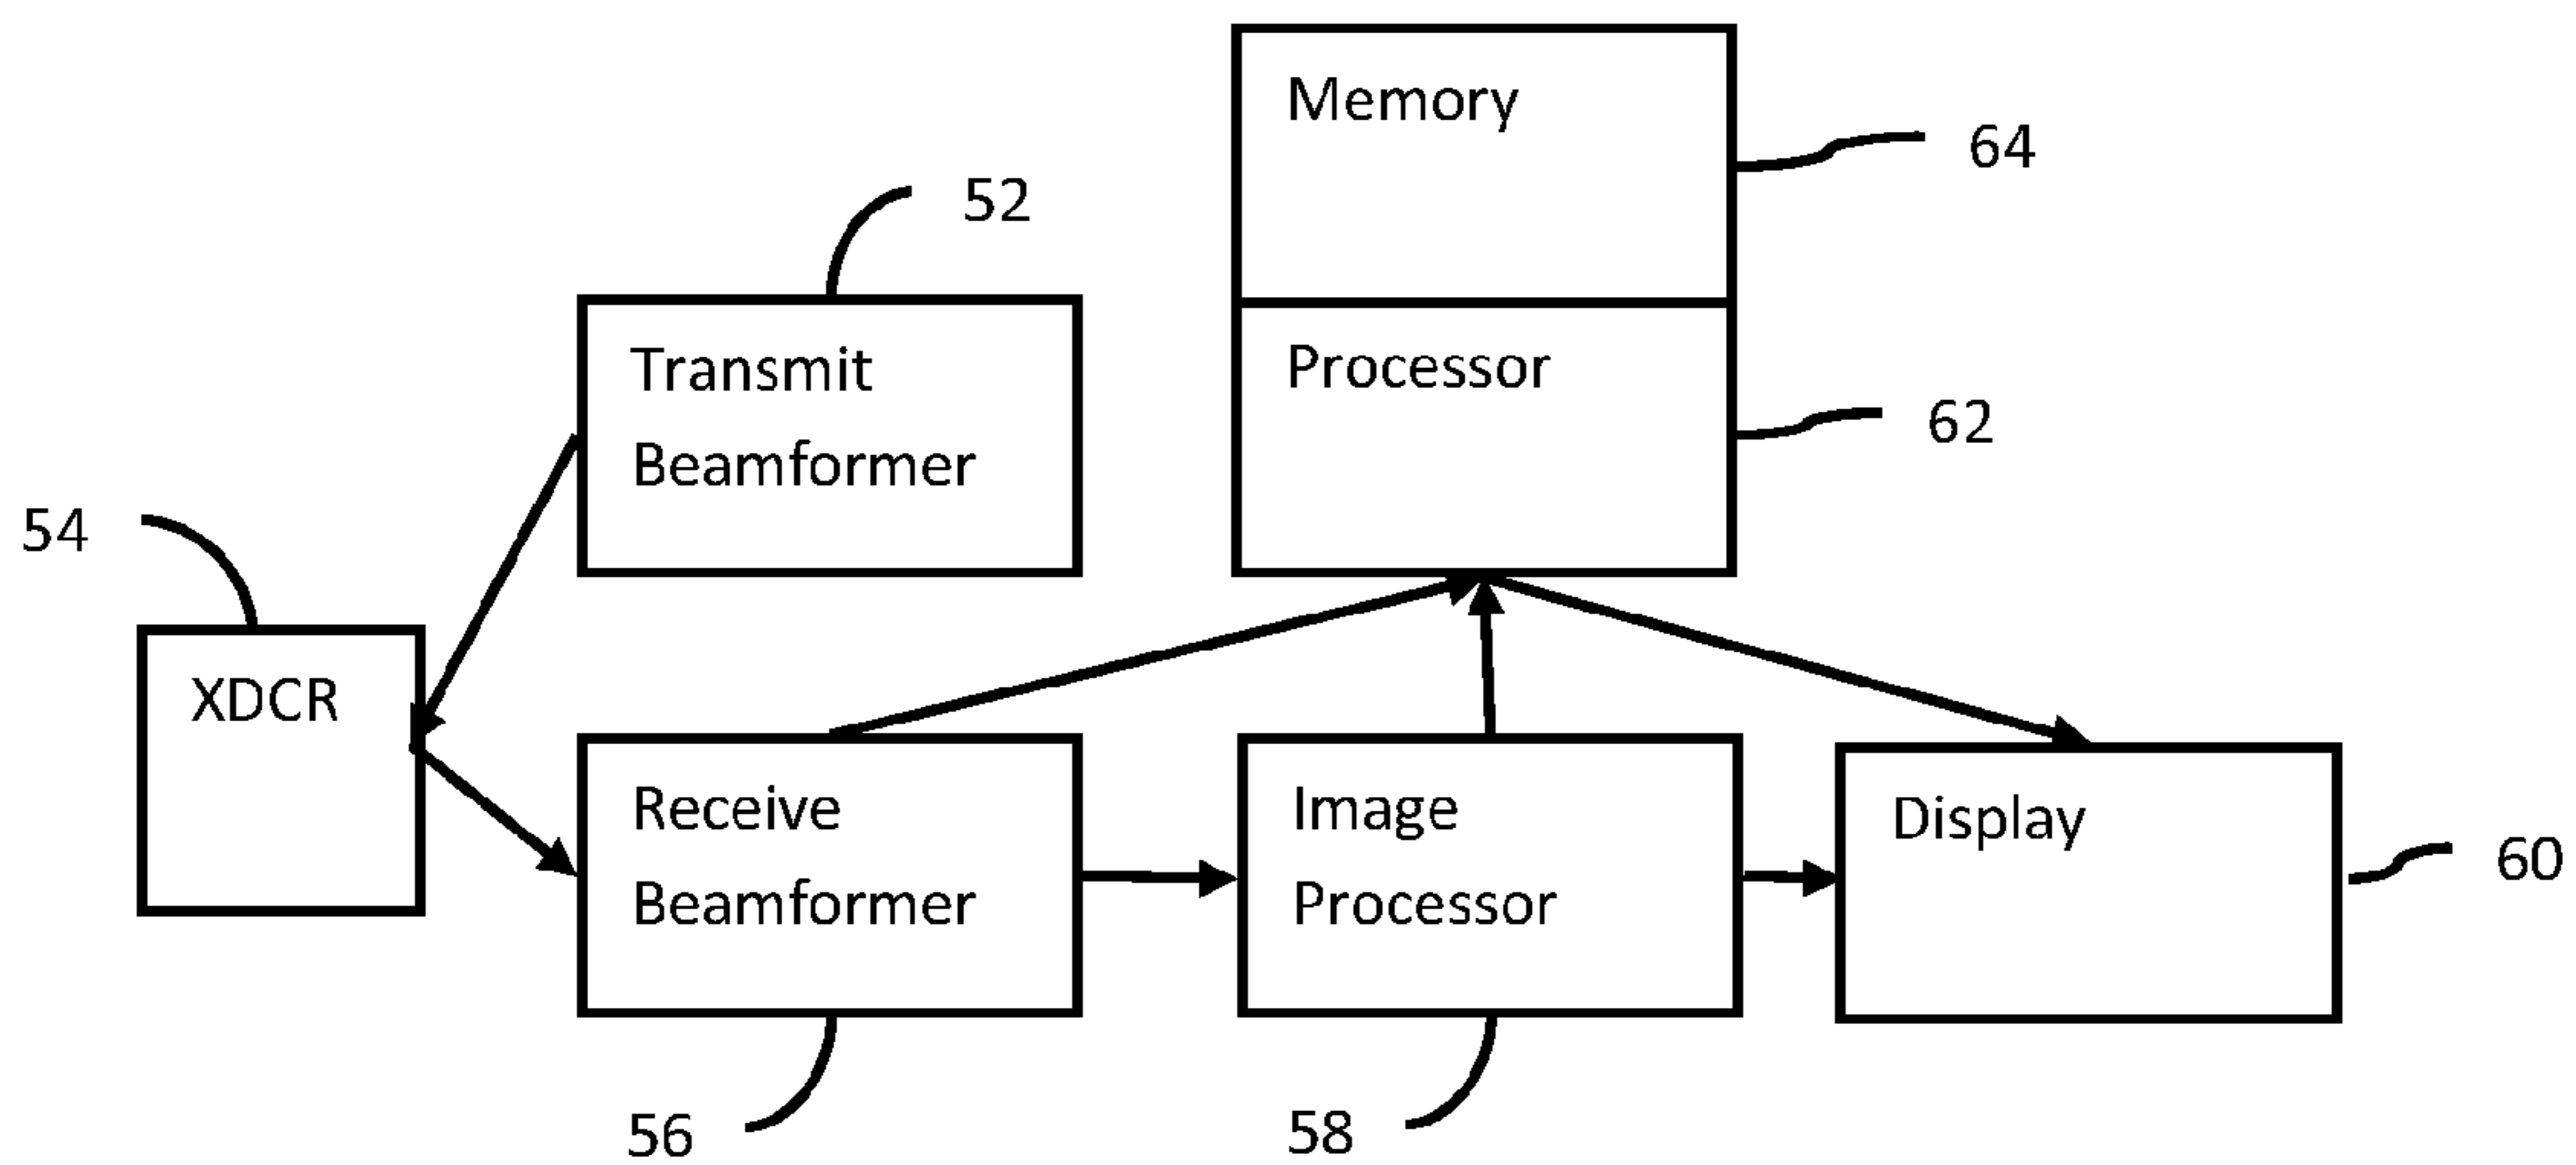 Memory
64
52
Transmit
Beamformer
Processor
62
54
XDCR
Receive
Beamformer
Image
Processor
Display
60
56
58